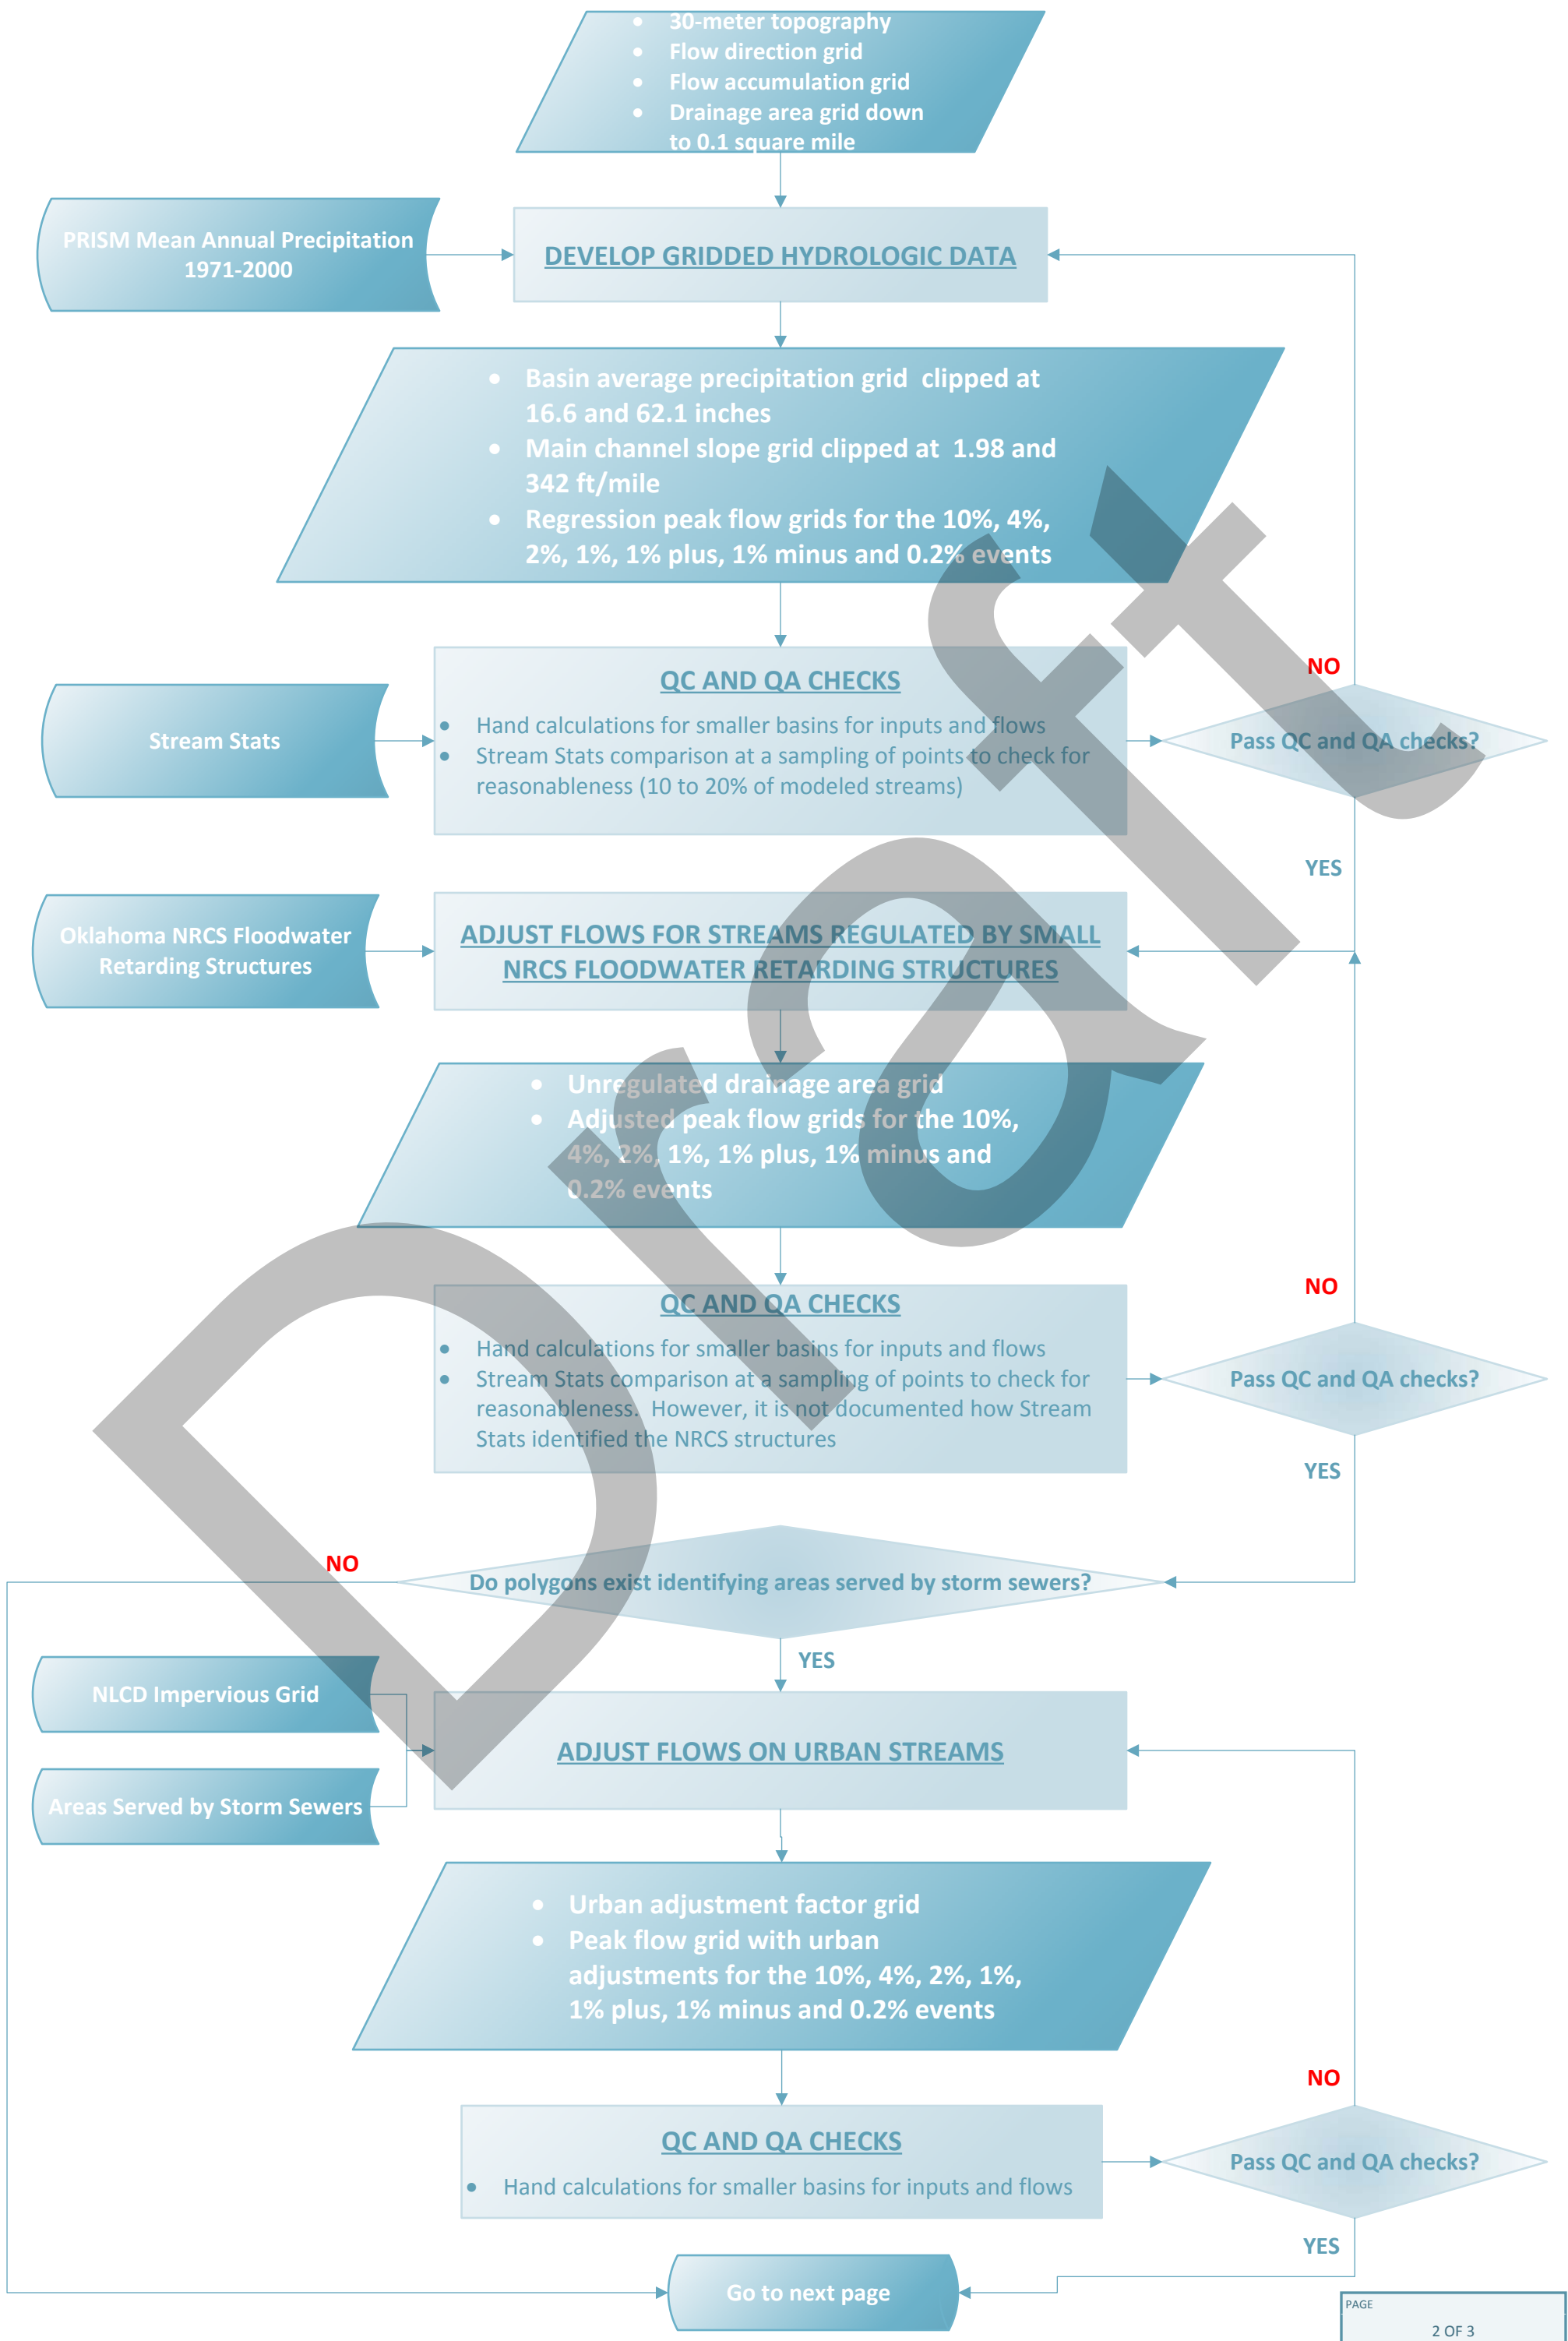 • 30-meter topography
• Flow direction grid
• Flow accumulation grid
• Drainage area grid down
to 0.1 square mile
PRISM Mean Annual Precipitation
1971-2000
DEVELOP GRIDDED HYDROLOGIC DATA
• Basin average precipitation grid clipped at
16.6 and 62.1 inches
• Main channel slope grid clipped at 1.98 and
342 ft/mile
• Regression peak flow grids for the 10%, 4%,
2%, 1%, 1% plus, 1% minus and 0.2% events
NO
QC AND QA CHECKS
• Hand calculations for smaller basins for inputs and flows
• Stream Stats comparison at a sampling of points to check for
reasonableness (10 to 20% of modeled streams)
Stream Stats
Pass QC and QA checks?
YES
Oklahoma NRCS Floodwater
Retarding Structures
ADJUST FLOWS FOR STREAMS REGULATED BY SMALL
NRCS FLOODWATER RETARDING STRUCTURES
• Unregulated drainage area grid
• Adjusted peak flow grids for the 10%,
4%, 2%, 1%, 1% plus, 1% minus and
0.2% events
NO
QC AND QA CHECKS
• Hand calculations for smaller basins for inputs and flows
• Stream Stats comparison at a sampling of points to check for
reasonableness. However, it is not documented how Stream
Stats identified the NRCS structures
Pass QC and QA checks?
YES
NO
Do polygons exist identifying areas served by storm sewers?
YES
NLCD Impervious Grid
ADJUST FLOWS ON URBAN STREAMS
Areas Served by Storm Sewers
• Urban adjustment factor grid
• Peak flow grid with urban
adjustments for the 10%, 4%, 2%, 1%,
1% plus, 1% minus and 0.2% events
NO
QC AND QA CHECKS
• Hand calculations for smaller basins for inputs and flows
Pass QC and QA checks?
YES
Go to next page
PAGE
2 OF 3
Draft